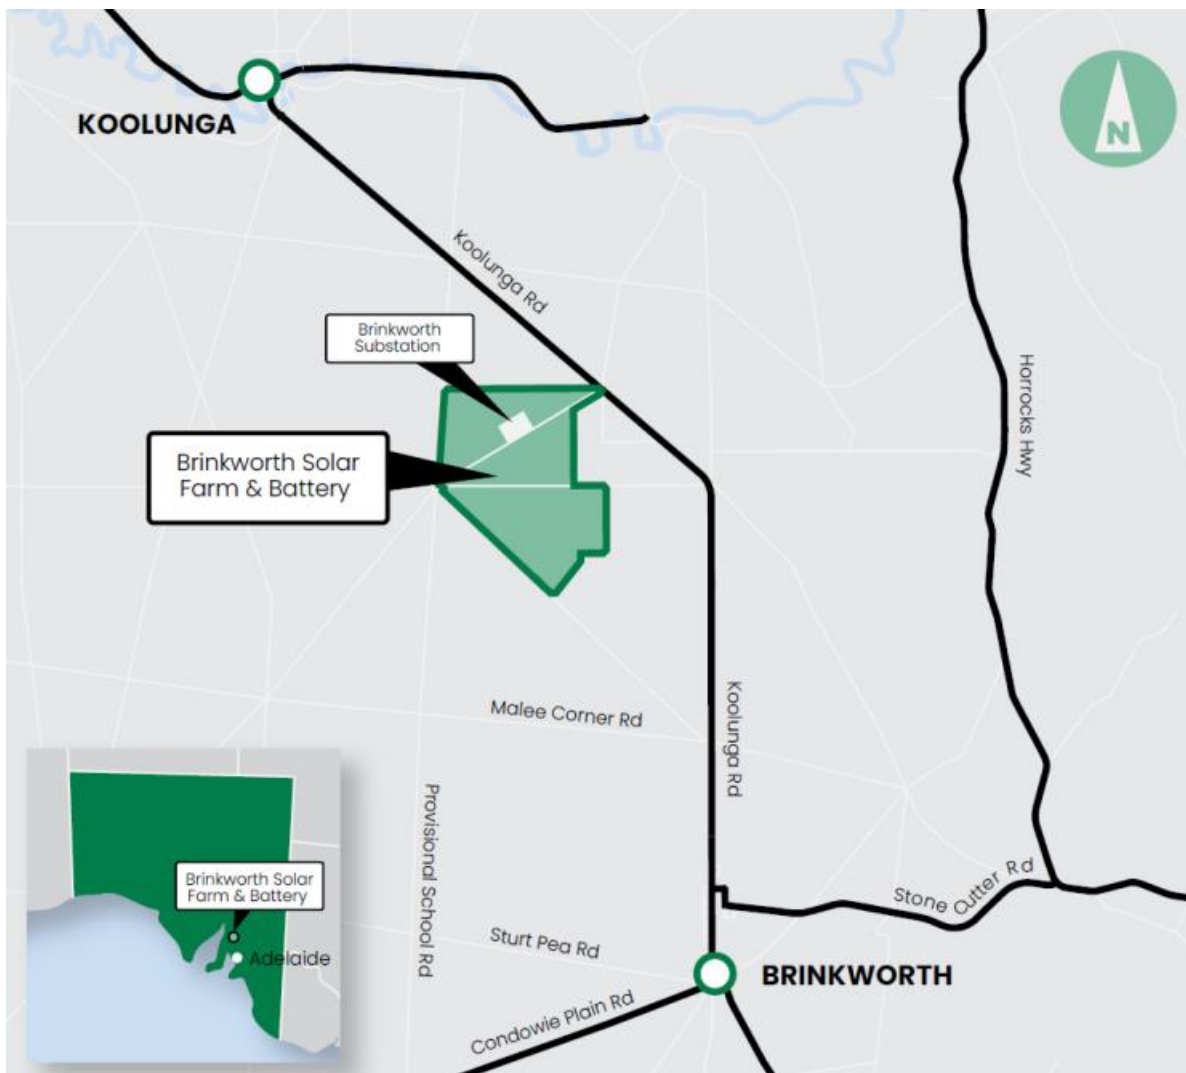 KOOLUNGA
N
Koolunga Rd
Brinkworth
Substation
Horrocks Hwy
Brinkworth Solar
Farm & Battery
Malee Corner Rd
Koolunga Rd
Provisional School Rd
Brinkworth Solar
Farm & Battery
Stone Cutter Rd
Sturt Pea Rd
Adelaide
BRINKWORTH
Condowie Plain Rd